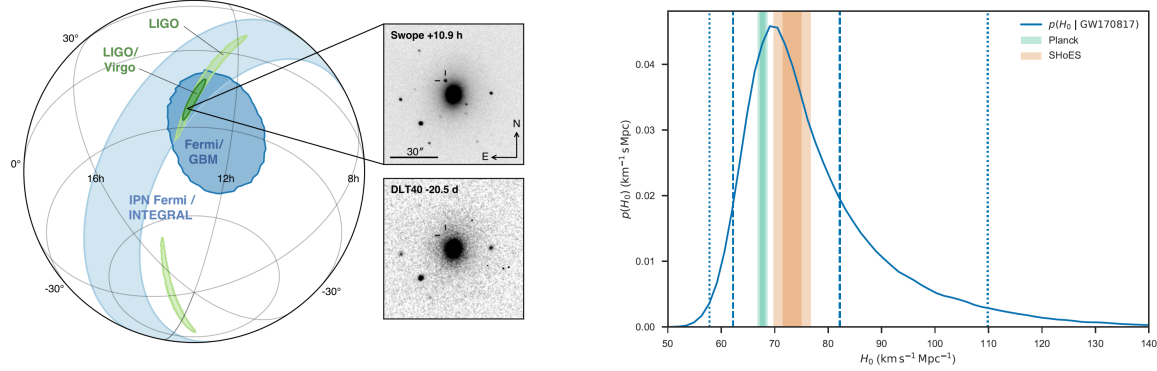 LIGO
30°
LIGO/
Virgo
Fermi/
GBM
0°
16h
12h
8h
IPN Fermi /
INTEGRAL
-30°
-30°
Swope +10.9 h
N
30"
E
DLT40 -20.5 d
p(H₀ | GW170817)
Planck
SHoES
p(H₀) (km⁻¹ s Mpc)
0.04
0.03
0.02
0.01
0.00
50
60
70
80
90
100
110
120
130
140
H₀ (km s⁻¹ Mpc⁻¹)